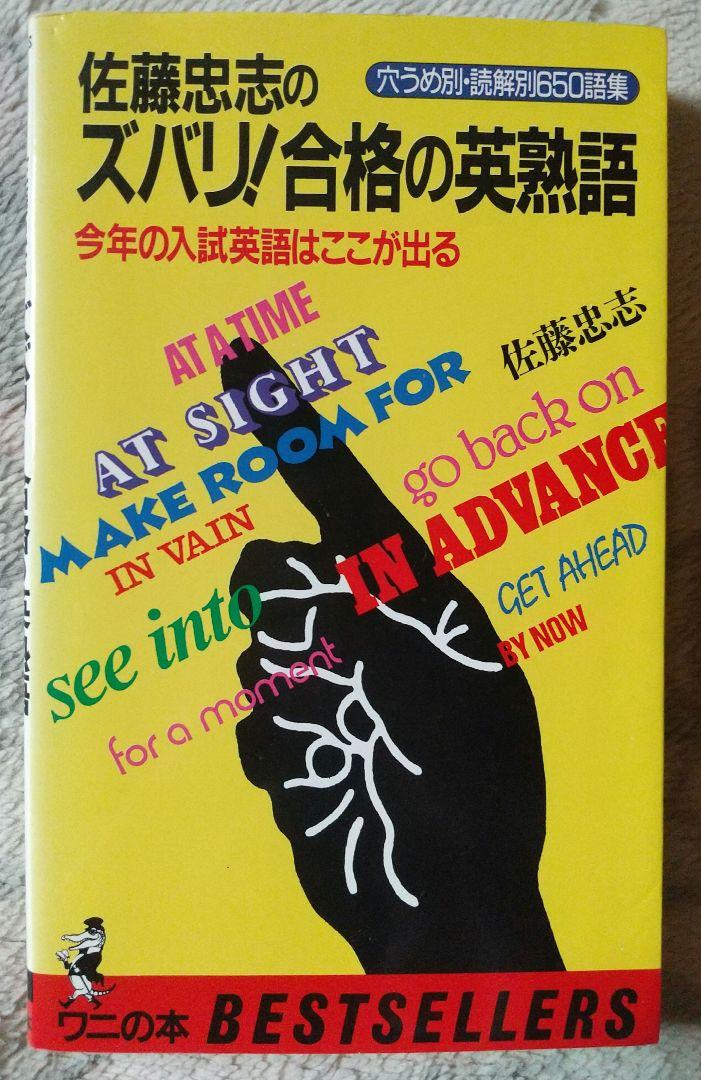 佐藤忠志の
穴うめ別・読解別650語集
ズバリ!合格の英熟語
今年の入試英語はここが出る
AT A TIME
佐藤忠志
AT SIGHT
MAKE ROOM FOR
go back on
IN VAIN
IN ADVANCE
see into
GET AHEAD
BY NOW
for a moment
ワニの本
BESTSELLERS